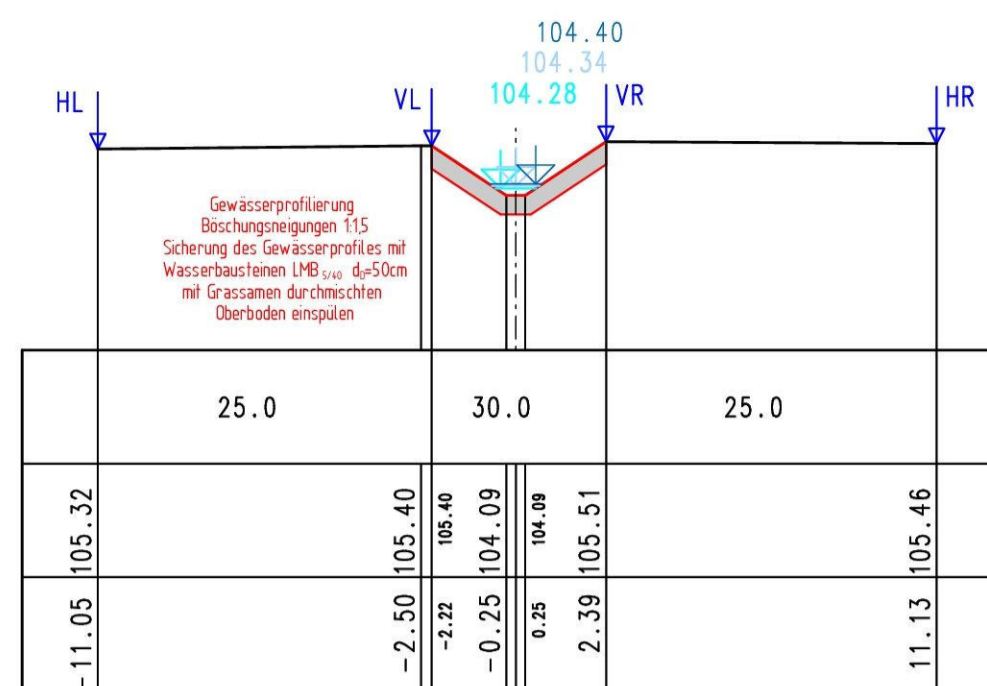 104.40
104.34
104.28
HL
VL
VR
HR
Gewässerprofilierung
Böschungsneigungen 1:1,5
Sicherung des Gewässerprofiles mit
Wasserbausteinen LMB 5/40 dD=50cm
mit Grassamen durchmischten
Oberboden einspülen
25.0
30.0
25.0
105.32
105.40
105.40
104.09
104.09
105.51
105.46
-11.05
-2.50
-2.22
-0.25
0.25
2.39
11.13